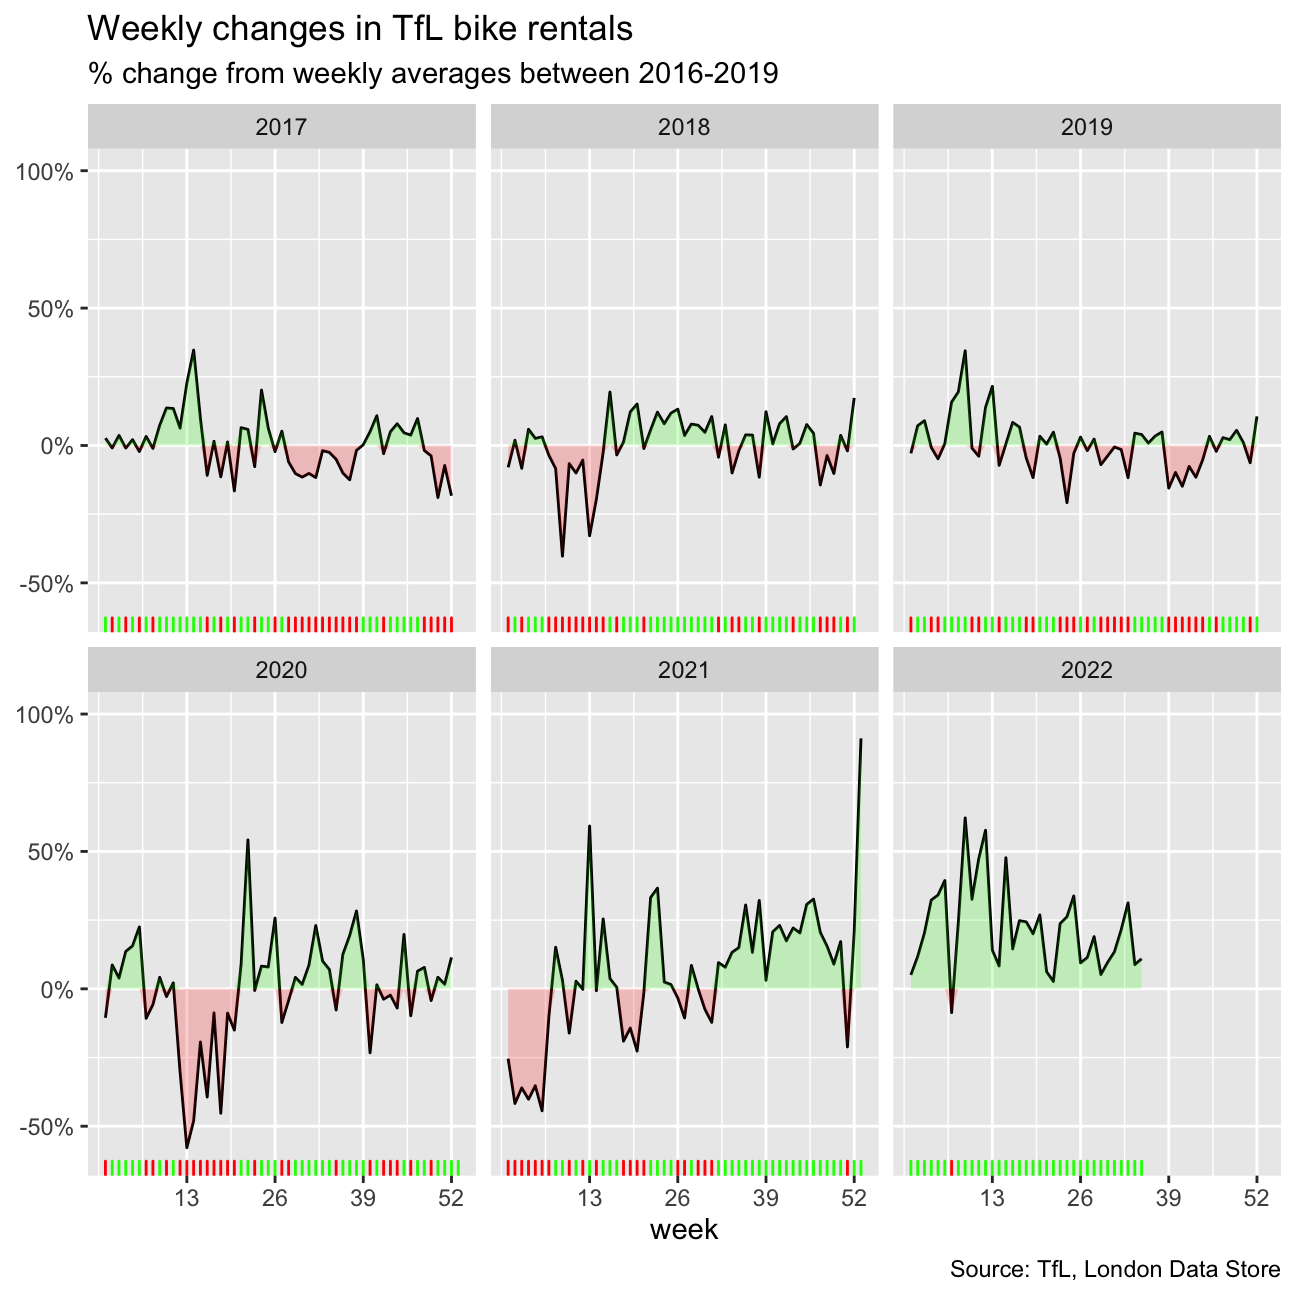 Weekly changes in TfL bike rentals
% change from weekly averages between 2016-2019
2017 2018 2019
100%
50%
0%
-50%
2020 2021 2022
100%
50%
0%
-50%
13 26 39 52 13 26 39 52 13 26 39 52
week
Source: TfL, London Data Store